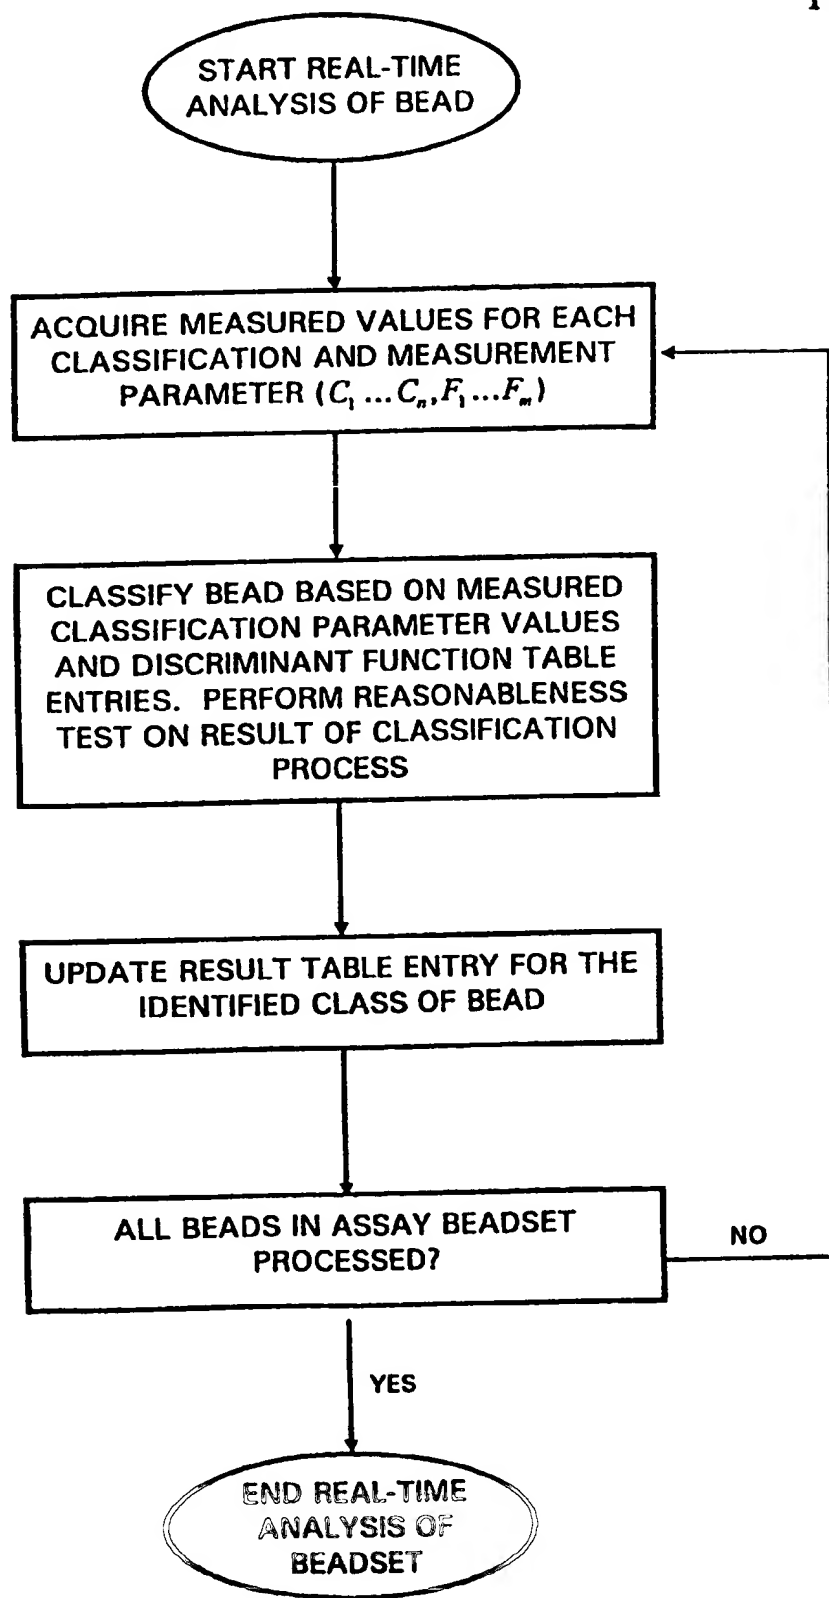 START REAL-TIME
ANALYSIS OF BEAD
ACQUIRE MEASURED VALUES FOR EACH
CLASSIFICATION AND MEASUREMENT
PARAMETER (C₁ ...Cₙ,F₁...Fₘ)
CLASSIFY BEAD BASED ON MEASURED
CLASSIFICATION PARAMETER VALUES
AND DISCRIMINANT FUNCTION TABLE
ENTRIES. PERFORM REASONABLENESS
TEST ON RESULT OF CLASSIFICATION
PROCESS
UPDATE RESULT TABLE ENTRY FOR THE
IDENTIFIED CLASS OF BEAD
ALL BEADS IN ASSAY BEADSET
PROCESSED?
NO
YES
END REAL-TIME
ANALYSIS OF
BEADSET